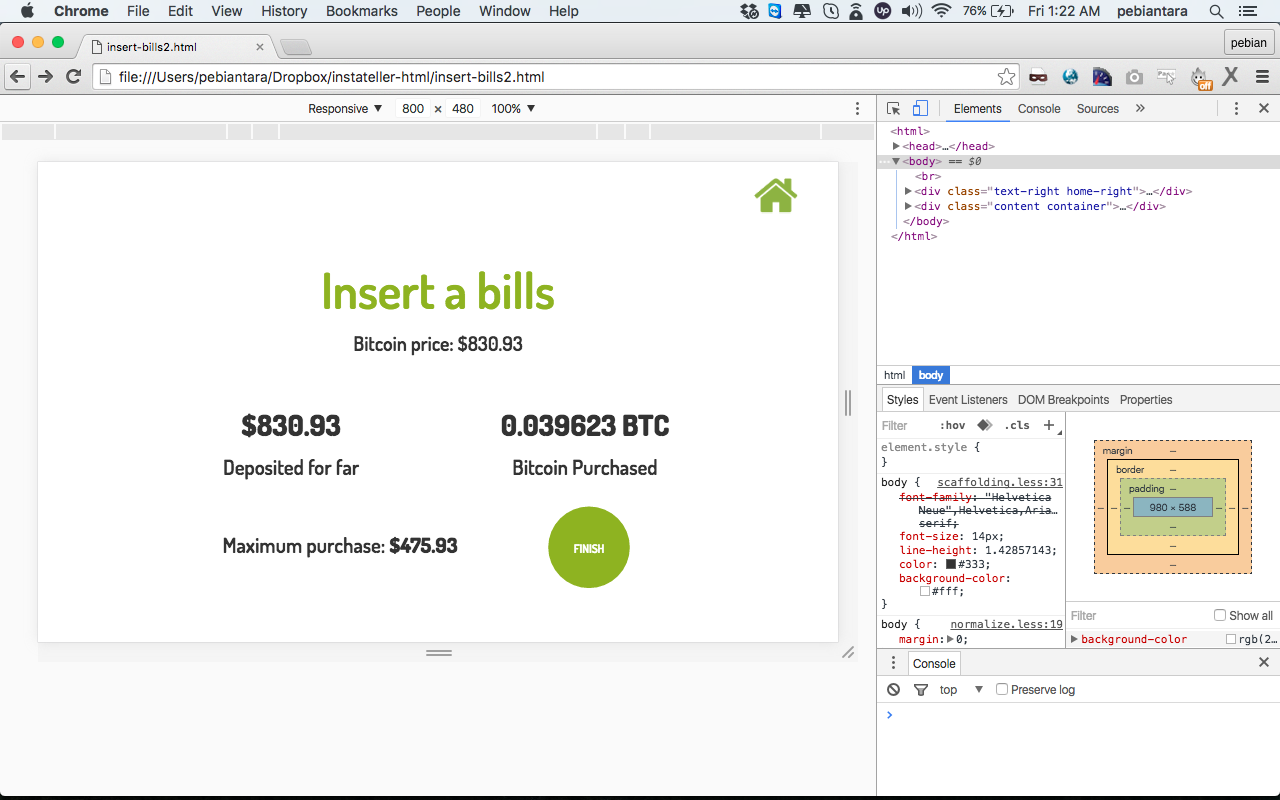 Chrome File Edit View History Bookmarks People Window Help 76% Fri 1:22 AM pebiantara
insert-bills2.html
pebian
file:///Users/pebiantara/Dropbox/instateller-html/insert-bills2.html
Off
Responsive ▼ 800 × 480 100% ▼
Elements Console Sources »
<html>
▶<head>…</head>
…▼<body> == $0
<br>
▶<div class="text-right home-right">…</div>
▶<div class="content container">…</div>
</body>
</html>
Insert a bills
Bitcoin price: $830.93
$830.93 0.039623 BTC
Deposited for far Bitcoin Purchased
Maximum purchase: $475.93
FINISH
html body
Styles Event Listeners DOM Breakpoints Properties
Filter :hov .cls +
element.style {
}
body { scaffolding.less:31
font-family: "Helvetica
Neue",Helvetica,Aria…
serif;
font-size: 14px;
line-height: 1.42857143;
color: #333;
background-color:
#fff;
}
body { normalize.less:19
margin:▶0;
margin –
border –
padding –
– – – 980 × 588 – – –
–
–
–
Filter Show all
▶background-color rgb(2…
Console
top ▼ Preserve log
>